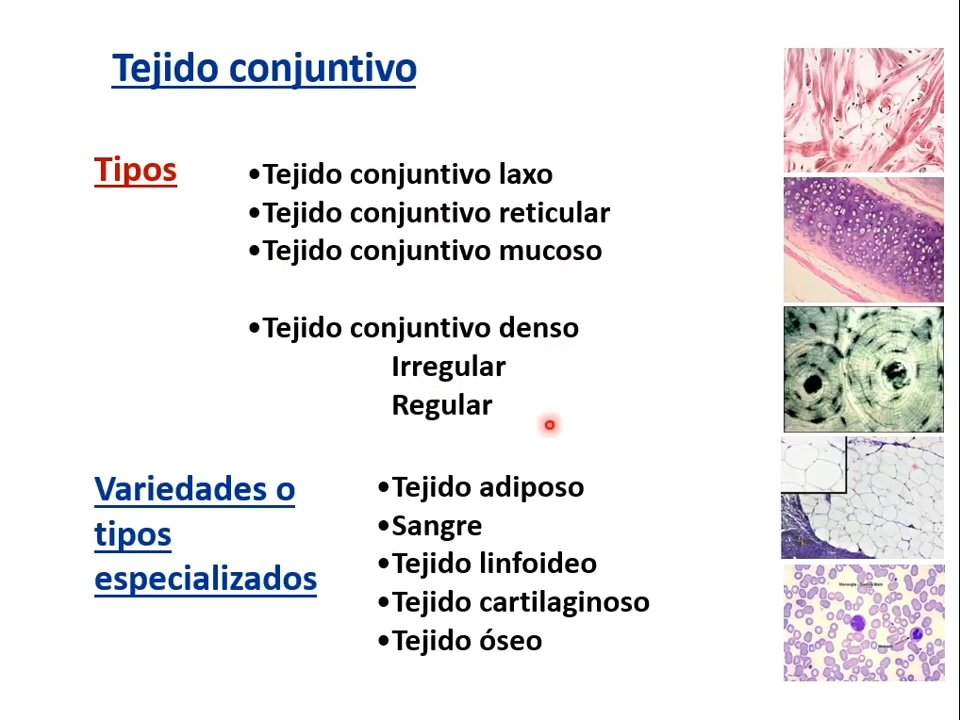 Tejido conjuntivo
Tipos
•Tejido conjuntivo laxo
•Tejido conjuntivo reticular
•Tejido conjuntivo mucoso
•Tejido conjuntivo denso
Irregular
Regular
Variedades o
tipos
especializados
•Tejido adiposo
•Sangre
•Tejido linfoideo
•Tejido cartilaginoso
•Tejido óseo